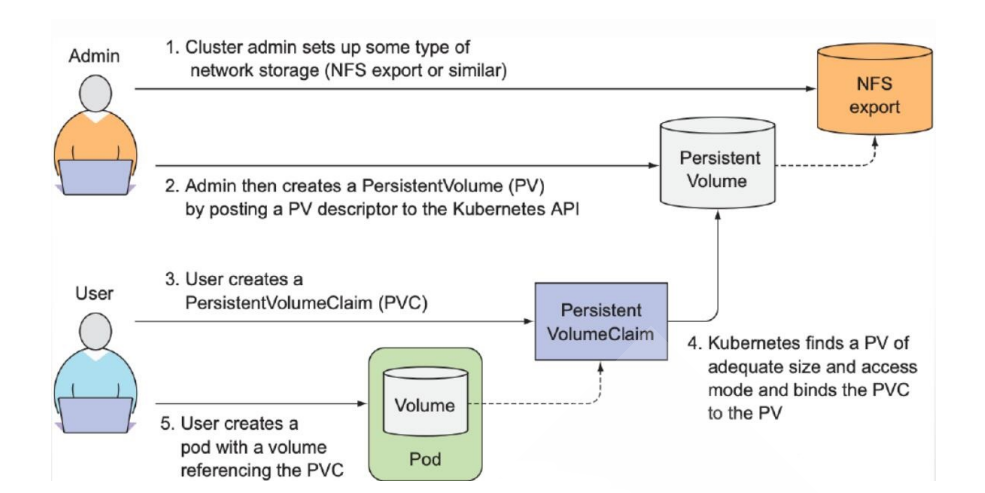 Admin
1. Cluster admin sets up some type of
network storage (NFS export or similar)
NFS
export
Persistent
Volume
2. Admin then creates a PersistentVolume (PV)
by posting a PV descriptor to the Kubernetes API
User
3. User creates a
PersistentVolumeClaim (PVC)
Persistent
VolumeClaim
4. Kubernetes finds a PV of
adequate size and access
mode and binds the PVC
to the PV
Volume
Pod
5. User creates a
pod with a volume
referencing the PVC